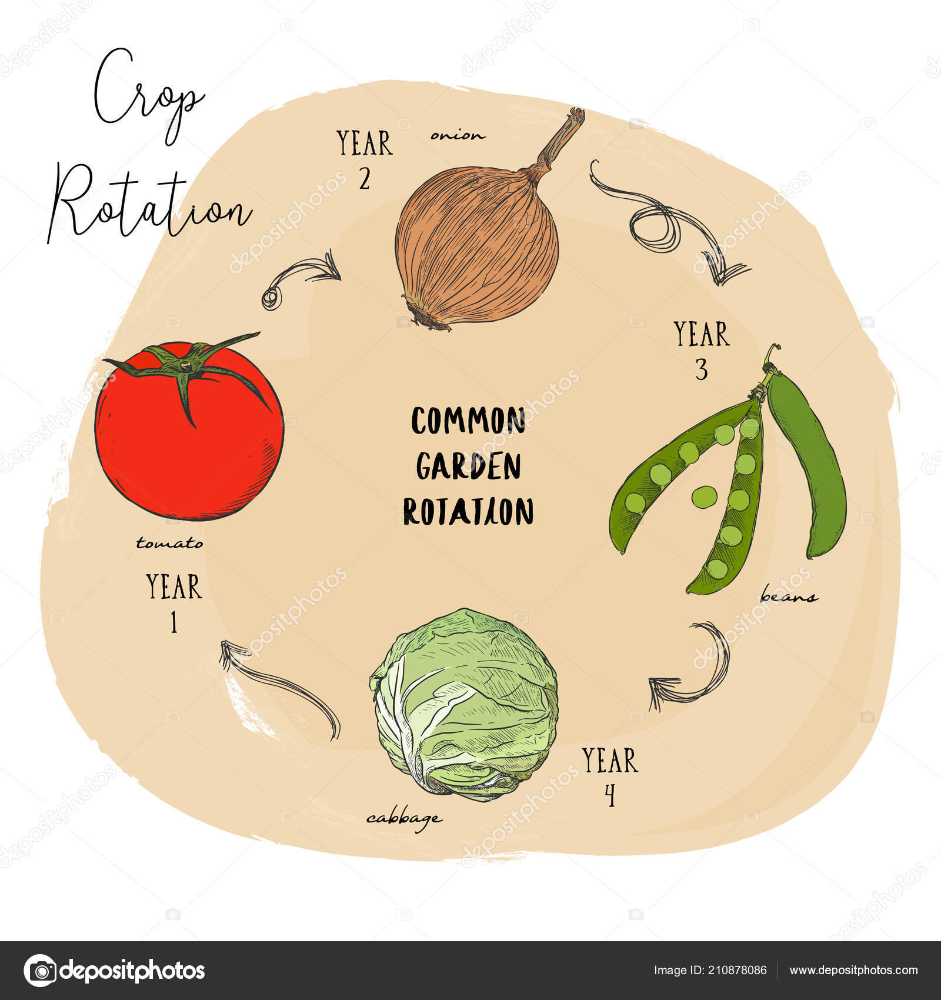 Crop
Rotation
YEAR
2
onion
YEAR
3
COMMON
GARDEN
ROTATION
tomato
YEAR
1
beans
YEAR
4
cabbage
depositphotos
Image ID: 210878086
www.depositphotos.com